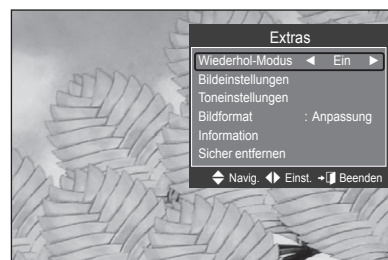 Extras
Wiederhol-Modus ◀ Ein ▶
Bildeinstellungen
Toneinstellungen
Bildformat : Anpassung
Information
Sicher entfernen
Navig. Einst. Beenden